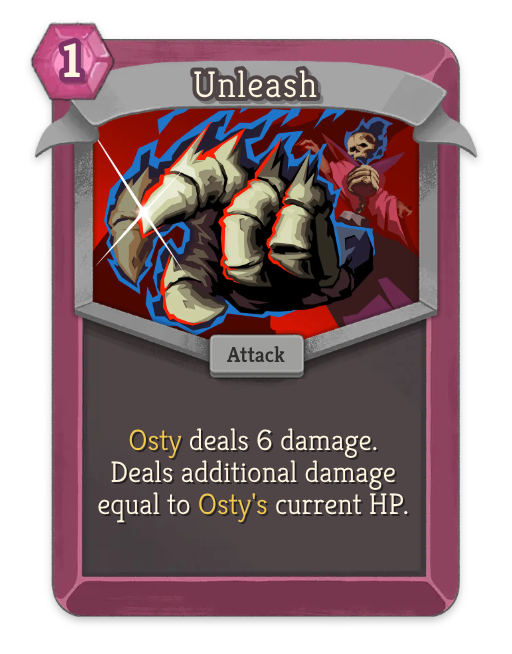 1
Unleash
Attack
Osty deals 6 damage.
Deals additional damage
equal to Osty's current HP.